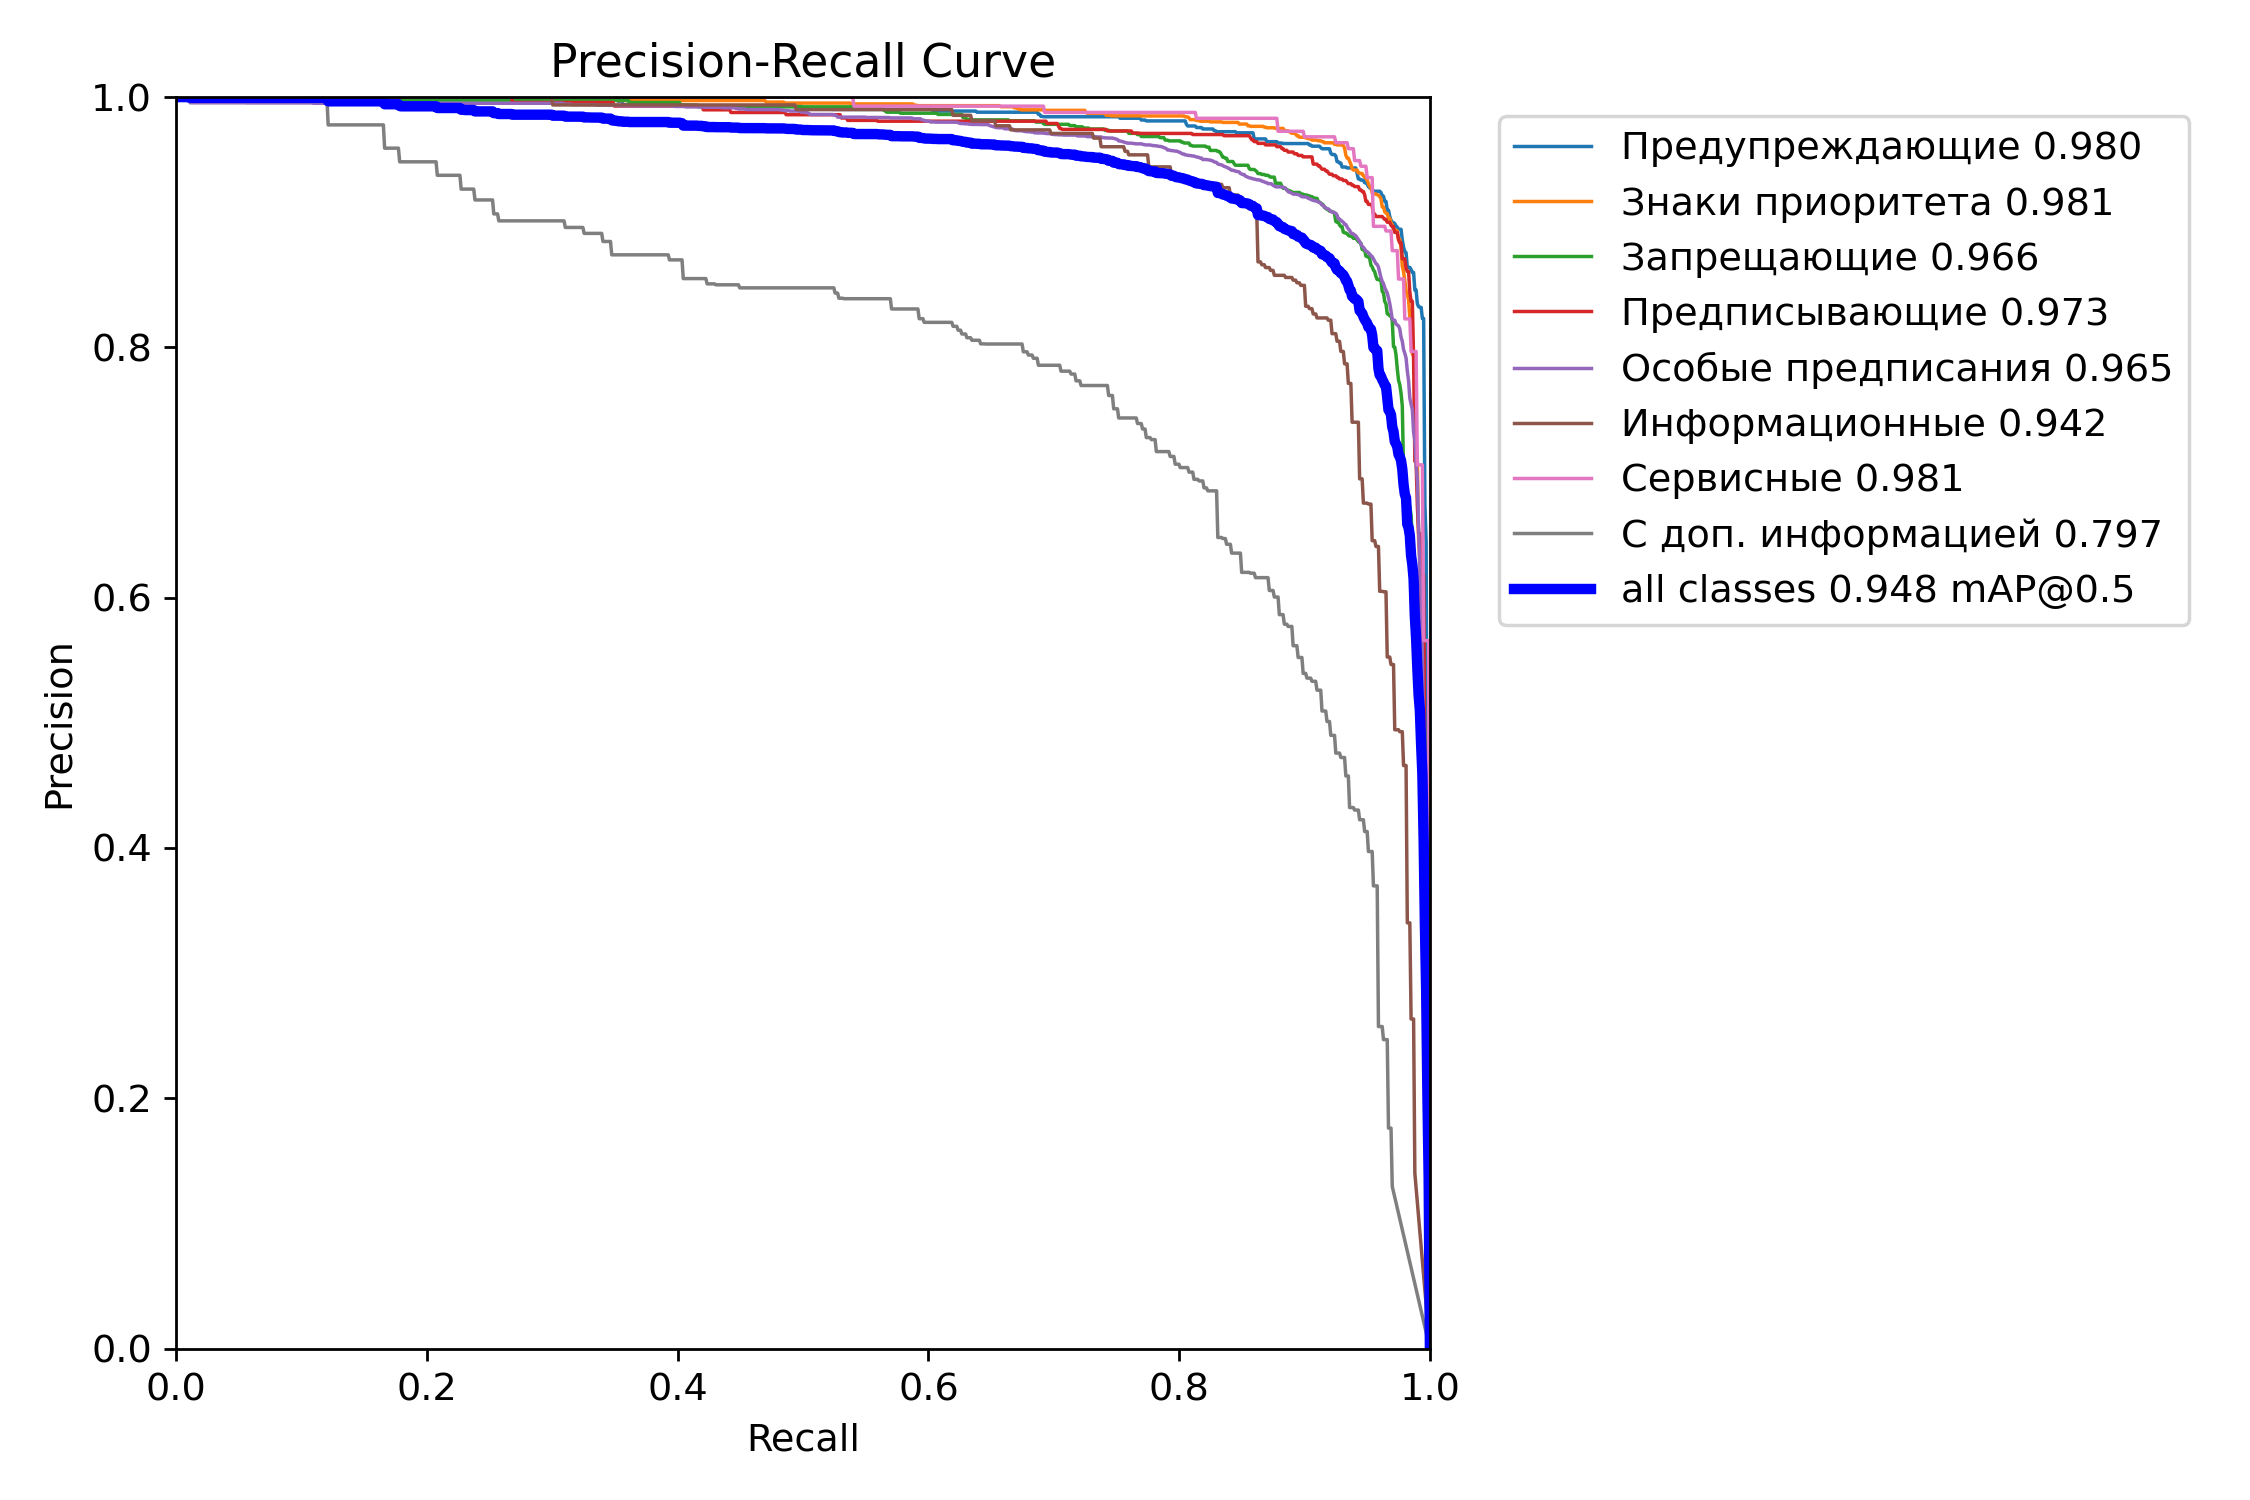 Precision-Recall Curve
1.0
0.8
0.6
0.4
0.2
0.0
Precision
0.0 0.2 0.4 0.6 0.8 1.0
Recall
Предупреждающие 0.980
Знаки приоритета 0.981
Запрещающие 0.966
Предписывающие 0.973
Особые предписания 0.965
Информационные 0.942
Сервисные 0.981
С доп. информацией 0.797
all classes 0.948 mAP@0.5